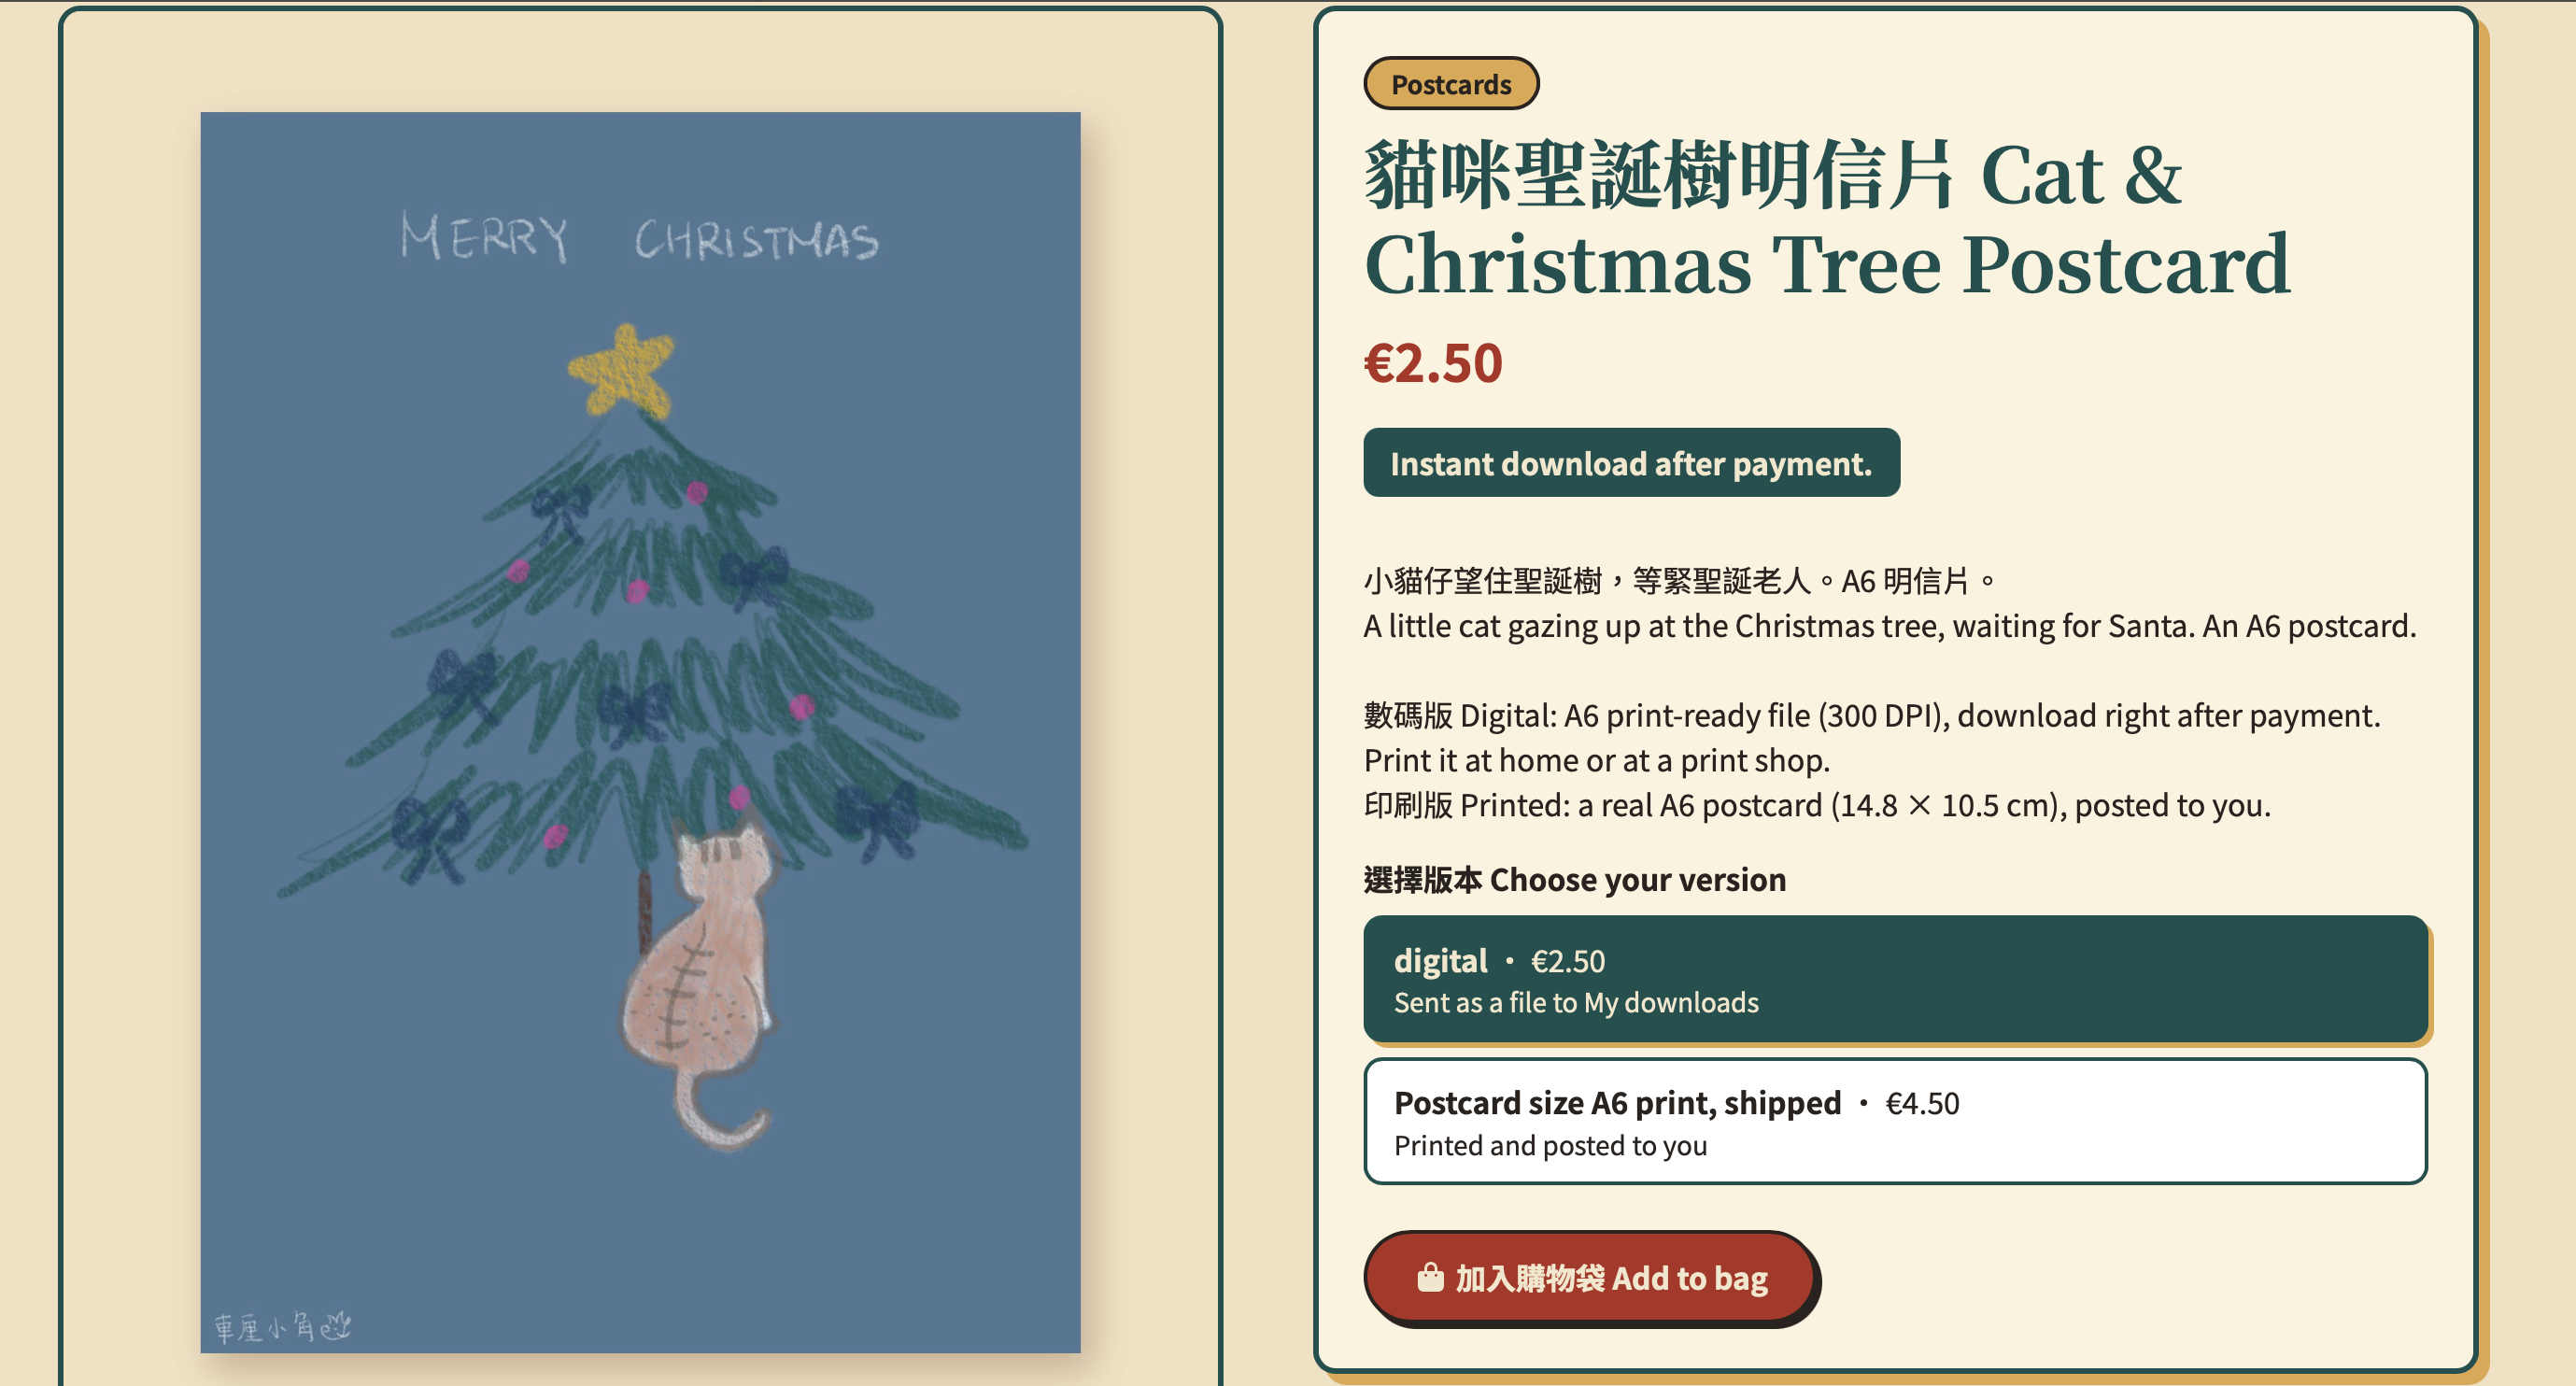 MERRY CHRISTMAS
車厘小角
Postcards
貓咪聖誕樹明信片 Cat &
Christmas Tree Postcard
€2.50
Instant download after payment.
小貓仔望住聖誕樹，等緊聖誕老人。A6 明信片。
A little cat gazing up at the Christmas tree, waiting for Santa. An A6 postcard.
數碼版 Digital: A6 print-ready file (300 DPI), download right after payment.
Print it at home or at a print shop.
印刷版 Printed: a real A6 postcard (14.8 × 10.5 cm), posted to you.
選擇版本 Choose your version
digital · €2.50
Sent as a file to My downloads
Postcard size A6 print, shipped · €4.50
Printed and posted to you
加入購物袋 Add to bag